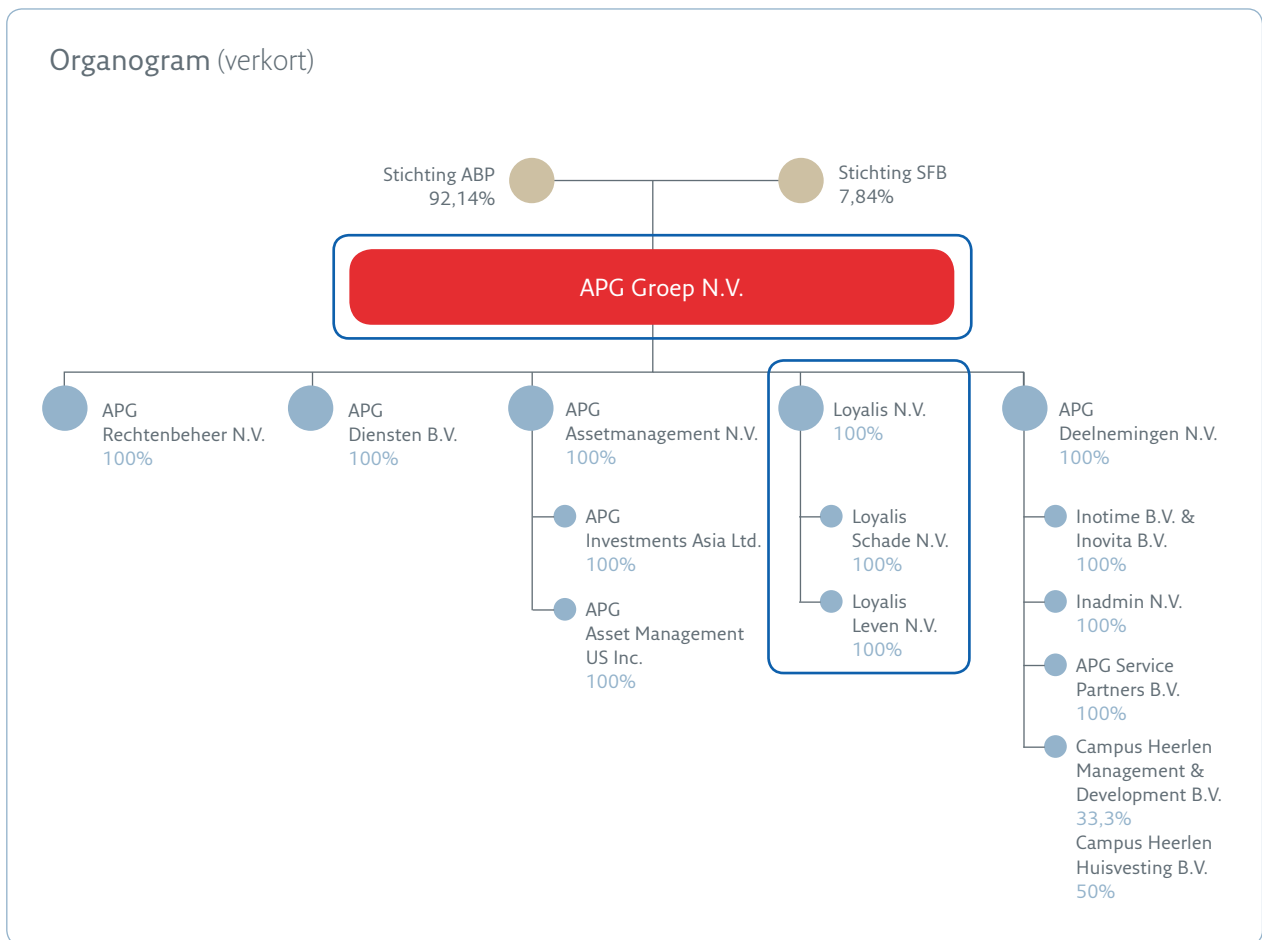 Organogram (verkort)
Stichting ABP
92,14%
Stichting SFB
7,84%
APG Groep N.V.
APG
Rechtenbeheer N.V.
100%
APG
Diensten B.V.
100%
APG
Assetmanagement N.V.
100%
APG
Investments Asia Ltd.
100%
APG
Asset Management
US Inc.
100%
Loyalis N.V.
100%
Loyalis
Schade N.V.
100%
Loyalis
Leven N.V.
100%
APG
Deelnemingen N.V.
100%
Inotime B.V. &
Inovita B.V.
100%
Inadmin N.V.
100%
APG Service
Partners B.V.
100%
Campus Heerlen
Management &
Development B.V.
33,3%
Campus Heerlen
Huisvesting B.V.
50%